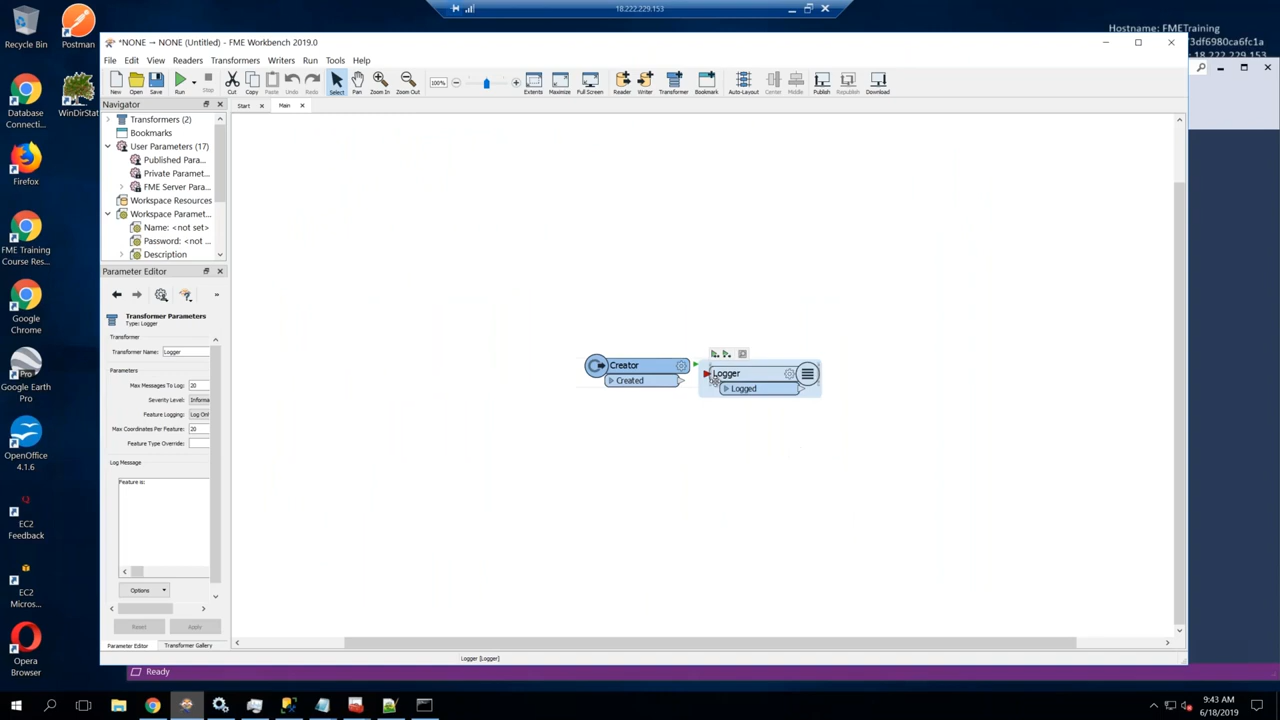 18.222.229.153
Hostname: FMETraining
73df6980ca6fc1a
18.222.229.153
Recycle Bin
Postman
Database
Connecti...
WinDirStat
Firefox
FME Training
Course Res...
Google
Chrome
Google Earth
Pro
OpenOffice
4.1.6
EC2
Feedback
EC2
Micros...
Opera
Browser
*NONE → NONE (Untitled) - FME Workbench 2019.0
File Edit View Readers Transformers Writers Run Tools Help
New Open Save Run Stop Cut Copy Paste Undo Redo Select Pan Zoom In 100% Zoom Out Extents Maximize Full Screen Reader Writer Transformer Bookmark Auto-Layout Center Middle Publish Republish Download
Navigator
Start Main
Transformers (2)
Bookmarks
User Parameters (17)
Published Para...
Private Paramet...
FME Server Para...
Workspace Resources
Workspace Paramet...
Name: <not set>
Password: <not ...
Description
Parameter Editor
Transformer Parameters
Type: Logger
Transformer
Transformer Name: Logger
Parameters
Max Messages To Log: 20
Severity Level: Informa
Feature Logging: Log Onl
Max Coordinates Per Feature: 20
Feature Type Override:
Log Message
Feature is:
Options
Reset Apply
Parameter Editor Transformer Gallery
Creator
Created
Logger
Logged
Logger [Logger]
Ready
9:43 AM
6/18/2019